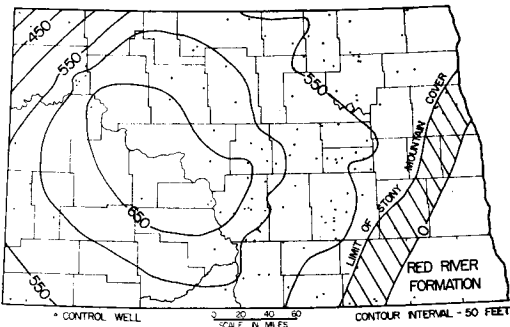 450
550
550
650
550
LIMIT OF STONY MOUNTAIN COVER
0
RED RIVER
FORMATION
° CONTROL WELL
0 20 40 60
SCALE IN MILES
CONTOUR INTERVAL - 50 FEET